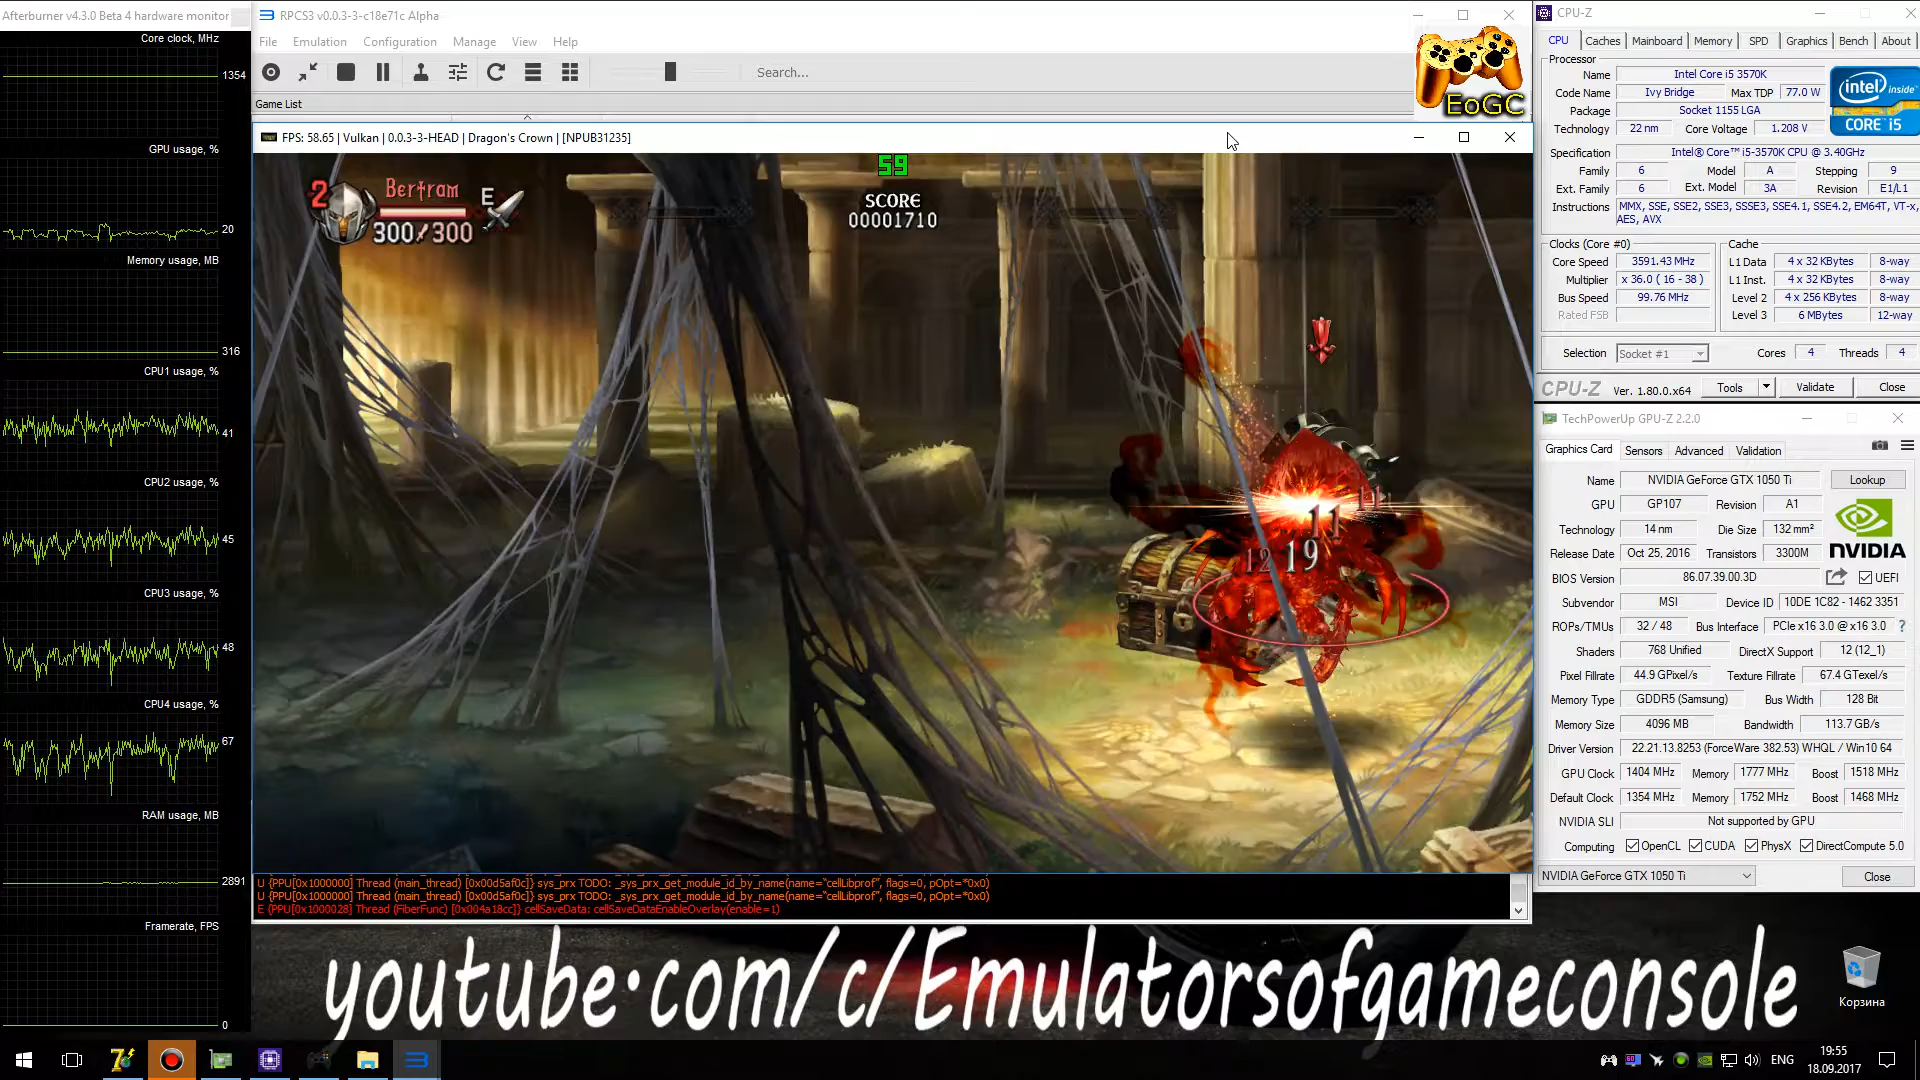 Afterburner v4.3.0 Beta 4 hardware monitor
Core clock, MHz
1354
GPU usage, %
20
Memory usage, MB
316
CPU1 usage, %
41
CPU2 usage, %
45
CPU3 usage, %
48
CPU4 usage, %
67
RAM usage, MB
2891
Framerate, FPS
0
RPCS3 v0.0.3-3-c18e71c Alpha
File Emulation Configuration Manage View Help
Search...
Game List
EoGC
FPS: 58.65 | Vulkan | 0.0.3-3-HEAD | Dragon's Crown | [NPUB31235]
59
2 Bertram E
300/300
SCORE
00001710
11
11
12 19
U {PPU[0x1000000] Thread (main_thread) [0x00d5af0c]} sys_prx TODO: _sys_prx_get_module_id_by_name(name="cellLibprof", flags=0, pOpt=*0x0)
U {PPU[0x1000000] Thread (main_thread) [0x00d5af0c]} sys_prx TODO: _sys_prx_get_module_id_by_name(name="cellLibprof", flags=0, pOpt=*0x0)
E {PPU[0x1000028] Thread (FiberFunc) [0x004a18cc]} cellSaveData: cellSaveDataEnableOverlay(enable=1)
CPU-Z
CPU Caches Mainboard Memory SPD Graphics Bench About
Processor
Name Intel Core i5 3570K
Code Name Ivy Bridge Max TDP 77.0 W
Package Socket 1155 LGA
Technology 22 nm Core Voltage 1.208 V
intel inside
CORE i5
Specification Intel® Core™ i5-3570K CPU @ 3.40GHz
Family 6 Model A Stepping 9
Ext. Family 6 Ext. Model 3A Revision E1/L1
Instructions MMX, SSE, SSE2, SSE3, SSSE3, SSE4.1, SSE4.2, EM64T, VT-x,
AES, AVX
Clocks (Core #0) Cache
Core Speed 3591.43 MHz L1 Data 4 x 32 KBytes 8-way
Multiplier x 36.0 ( 16 - 38 ) L1 Inst. 4 x 32 KBytes 8-way
Bus Speed 99.76 MHz Level 2 4 x 256 KBytes 8-way
Rated FSB Level 3 6 MBytes 12-way
Selection Socket #1 Cores 4 Threads 4
CPU-Z Ver. 1.80.0.x64 Tools Validate Close
TechPowerUp GPU-Z 2.2.0
Graphics Card Sensors Advanced Validation
Name NVIDIA GeForce GTX 1050 Ti Lookup
GPU GP107 Revision A1
Technology 14 nm Die Size 132 mm²
Release Date Oct 25, 2016 Transistors 3300M
NVIDIA
BIOS Version 86.07.39.00.3D UEFI
Subvendor MSI Device ID 10DE 1C82 - 1462 3351
ROPs/TMUs 32 / 48 Bus Interface PCIe x16 3.0 @ x16 3.0 ?
Shaders 768 Unified DirectX Support 12 (12_1)
Pixel Fillrate 44.9 GPixel/s Texture Fillrate 67.4 GTexel/s
Memory Type GDDR5 (Samsung) Bus Width 128 Bit
Memory Size 4096 MB Bandwidth 113.7 GB/s
Driver Version 22.21.13.8253 (ForceWare 382.53) WHQL / Win10 64
GPU Clock 1404 MHz Memory 1777 MHz Boost 1518 MHz
Default Clock 1354 MHz Memory 1752 MHz Boost 1468 MHz
NVIDIA SLI Not supported by GPU
Computing OpenCL CUDA PhysX DirectCompute 5.0
NVIDIA GeForce GTX 1050 Ti Close
youtube.com/c/Emulatorsofgameconsole
Корзина
ENG
19:55
18.09.2017